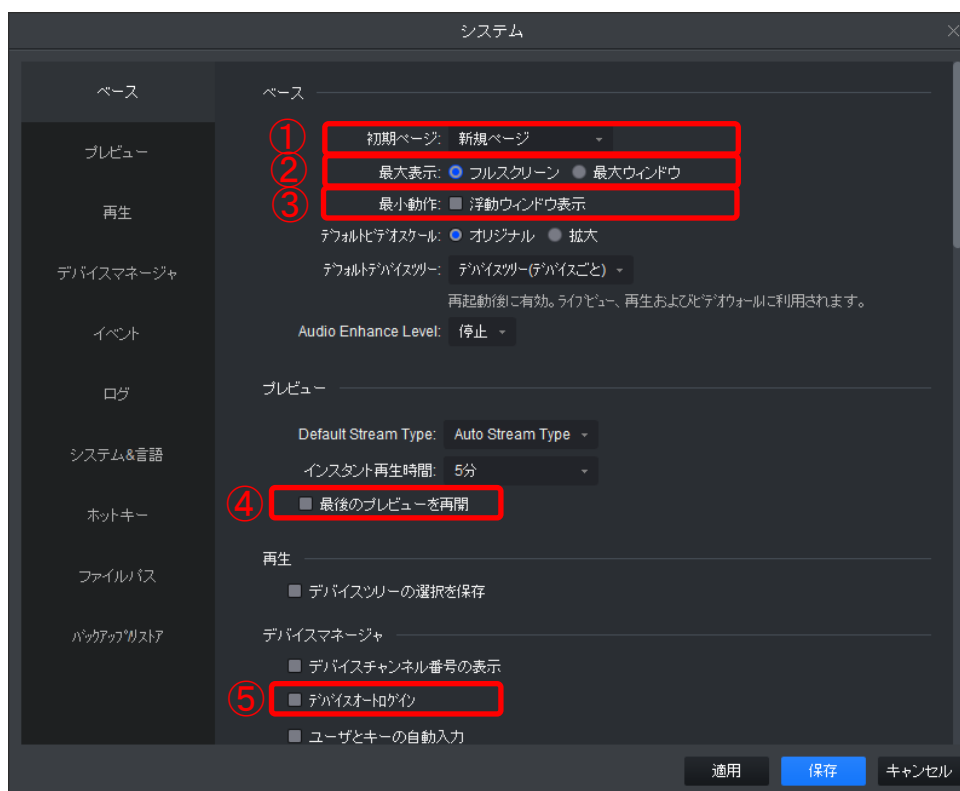 システム
ベース
プレビュー
再生
デバイスマネージャ
イベント
ログ
システム&言語
ホットキー
ファイルパス
ﾊﾞｯｸｱｯﾌﾟ/ﾘｽﾄｱ
ベース
① 初期ページ: 新規ページ
② 最大表示: フルスクリーン 最大ウィンドウ
③ 最小動作: 浮動ウィンドウ表示
ﾃﾞﾌｫﾙﾄﾋﾞﾃﾞｵｽｹｰﾙ: オリジナル 拡大
ﾃﾞﾌｫﾙﾄﾃﾞﾊﾞｲｽﾂﾘｰ: ﾃﾞﾊﾞｲｽﾂﾘｰ(ﾃﾞﾊﾞｲｽごと)
再起動後に有効。ﾗｲﾌﾞﾋﾞｭｰ、再生およびﾋﾞﾃﾞｵｳｫｰﾙに利用されます。
Audio Enhance Level: 停止
プレビュー
Default Stream Type: Auto Stream Type
インスタント再生時間: 5分
④ 最後のプレビューを再開
再生
デバイスツリーの選択を保存
デバイスマネージャ
デバイスチャンネル番号の表示
⑤ ﾃﾞﾊﾞｲｽｵｰﾄﾛｸﾞｲﾝ
ユーザとキーの自動入力
適用 保存 キャンセル